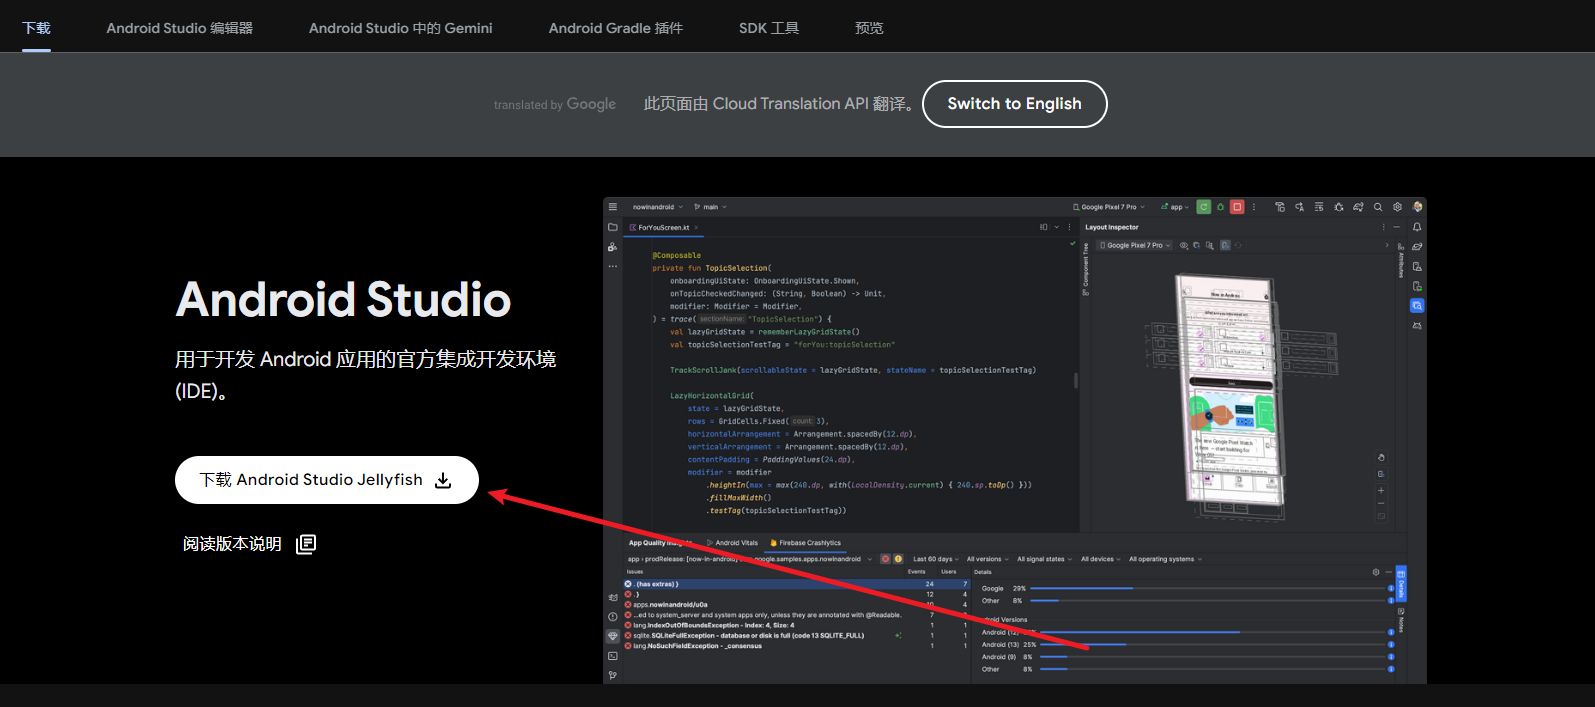 下载 Android Studio 编辑器 Android Studio 中的 Gemini Android Gradle 插件 SDK 工具 预览
translated by Google 此页面由 Cloud Translation API 翻译。 Switch to English
Android Studio
用于开发 Android 应用的官方集成开发环境
(IDE)。
下载 Android Studio Jellyfish
阅读版本说明
nowinandroid main Google Pixel 7 Pro app
ForYouScreen.kt
Layout Inspector
Google Pixel 7 Pro
Component Tree
Attributes
@Composable
private fun TopicSelection(
onboardingUiState: OnboardingUiState.Shown,
onTopicCheckedChanged: (String, Boolean) -> Unit,
modifier: Modifier = Modifier,
) = trace( sectionName: "TopicSelection") {
val lazyGridState = rememberLazyGridState()
val topicSelectionTestTag = "forYou:topicSelection"
TrackScrollJank(scrollableState = lazyGridState, stateName = topicSelectionTestTag)
LazyHorizontalGrid(
state = lazyGridState,
rows = GridCells.Fixed( count: 3),
horizontalArrangement = Arrangement.spacedBy(12.dp),
verticalArrangement = Arrangement.spacedBy(12.dp),
contentPadding = PaddingValues(24.dp),
modifier = modifier
.heightIn(max = max(240.dp, with(LocalDensity.current) { 240.sp.toDp() }))
.fillMaxWidth()
.testTag(topicSelectionTestTag))
App Quality Android Vitals Firebase Crashlytics
app › prodRelease: [now-in-android] google.samples.apps.nowinandroid Last 60 days All versions All signal states All devices All operating systems
Issues Events Users
. (has extras) } 24 7
. } 12 4
apps.nowinandroid/u0a 10 4
...ed to system_server and system apps only, unless they are annotated with @Readable. 7
lang.IndexOutOfBoundsException - Index: 4, Size: 4 1 1
sqlite.SQLiteFullException - database or disk is full (code 13 SQLITE_FULL) 1 1
lang.NoSuchFieldException - _consensus 1 1
Details
Google 29%
Other 8%
Versions
Android (12)
Android (13) 25%
Android (9) 8%
Other 8%
Details
Notes